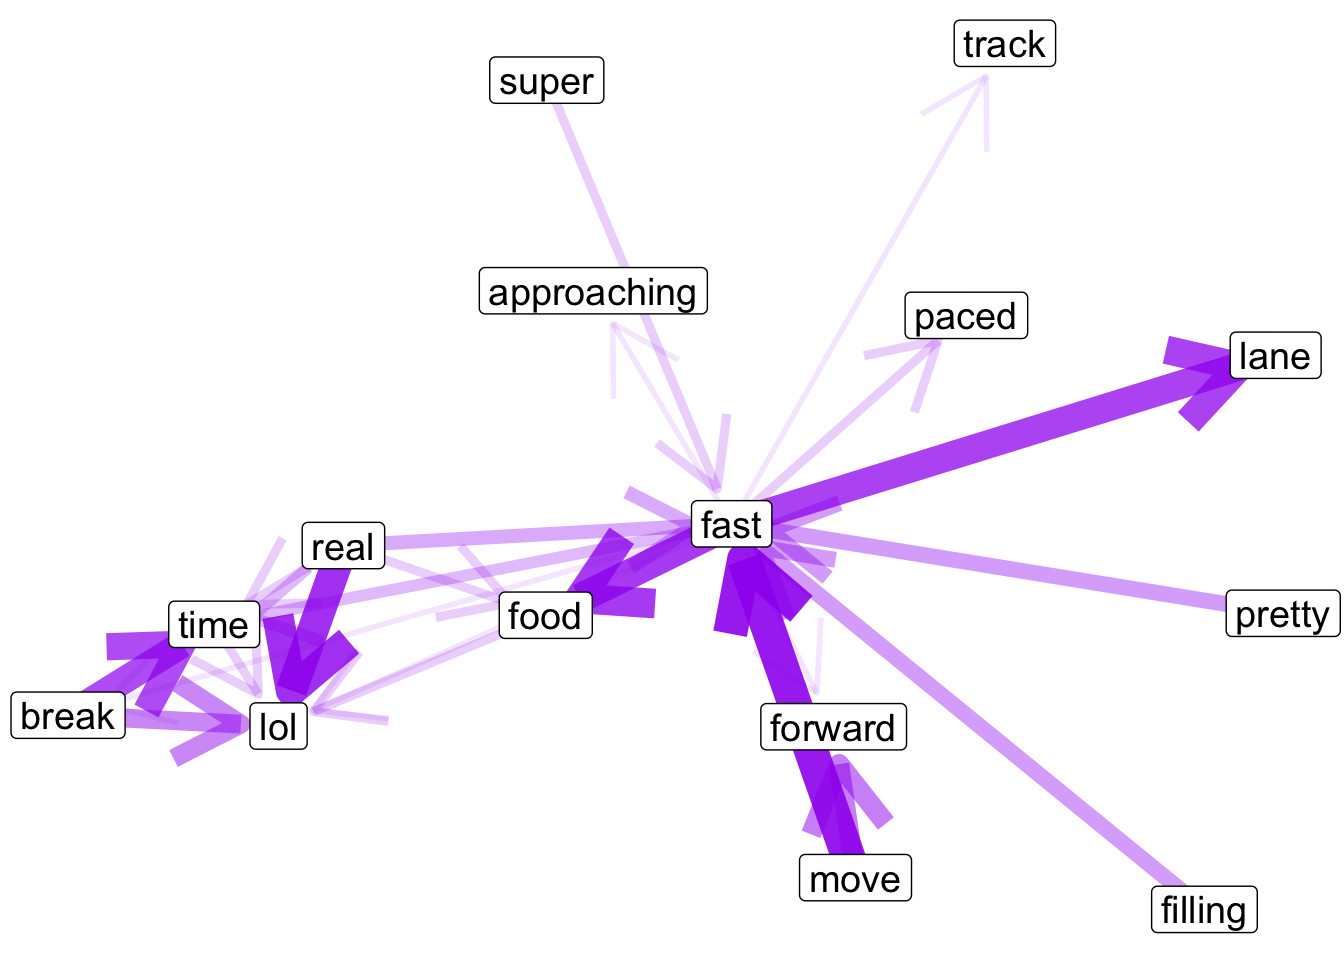 track
super
approaching
paced
lane
fast
real
food
time
pretty
break
lol
forward
move
filling